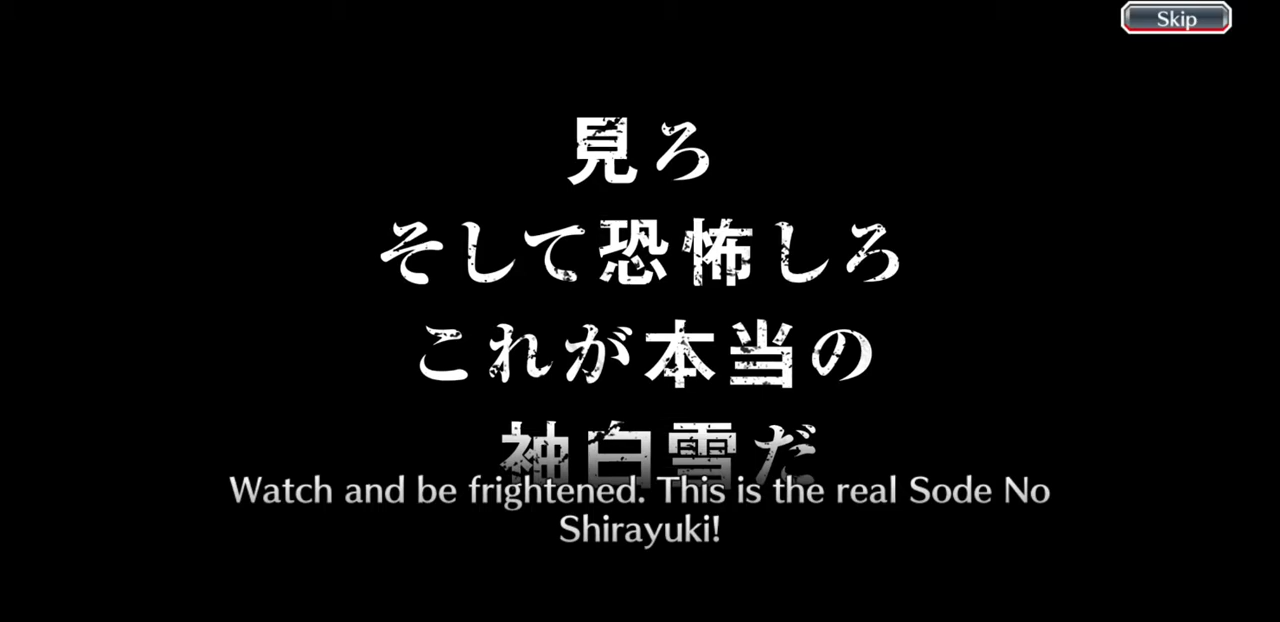 Skip
見ろ
そして恐怖しろ
これが本当の
袖白雪だ
Watch and be frightened. This is the real Sode No
Shirayuki!